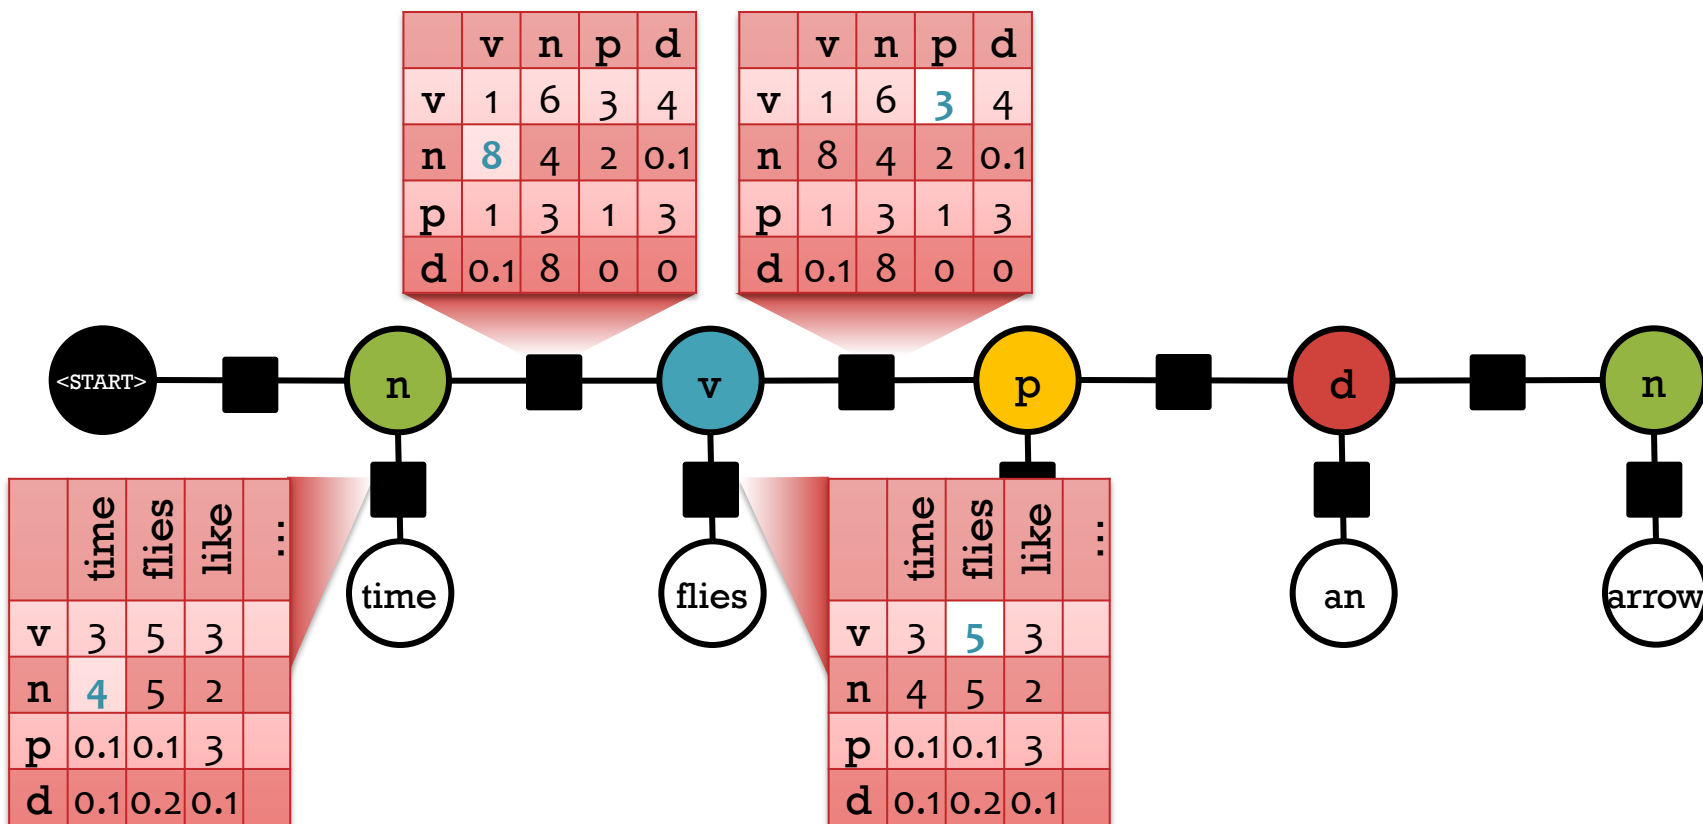 v n p d
v 1 6 3 4
n 8 4 2 0.1
p 1 3 1 3
d 0.1 8 0 0
v n p d
v 1 6 3 4
n 8 4 2 0.1
p 1 3 1 3
d 0.1 8 0 0
<START> n v p d n
time flies an arrow
time flies like ...
v 3 5 3
n 4 5 2
p 0.1 0.1 3
d 0.1 0.2 0.1
time flies like ...
v 3 5 3
n 4 5 2
p 0.1 0.1 3
d 0.1 0.2 0.1